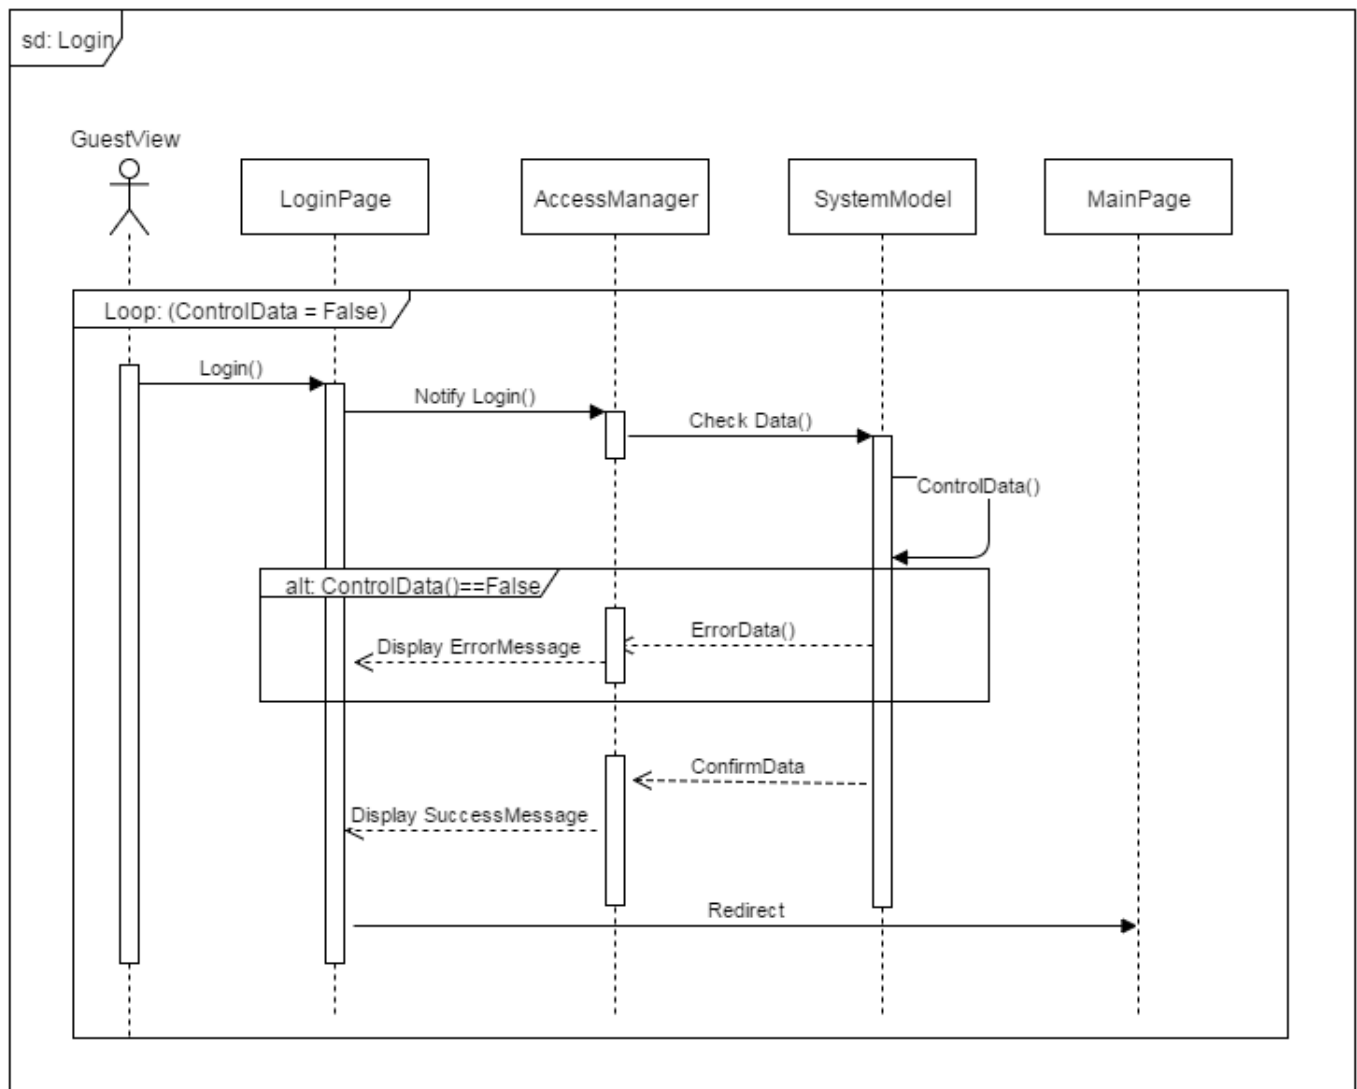 sd: Login
GuestView
LoginPage
AccessManager
SystemModel
MainPage
Loop: (ControlData = False)
Login()
Notify Login()
Check Data()
ControlData()
alt: ControlData()==False
ErrorData()
Display ErrorMessage
ConfirmData
Display SuccessMessage
Redirect